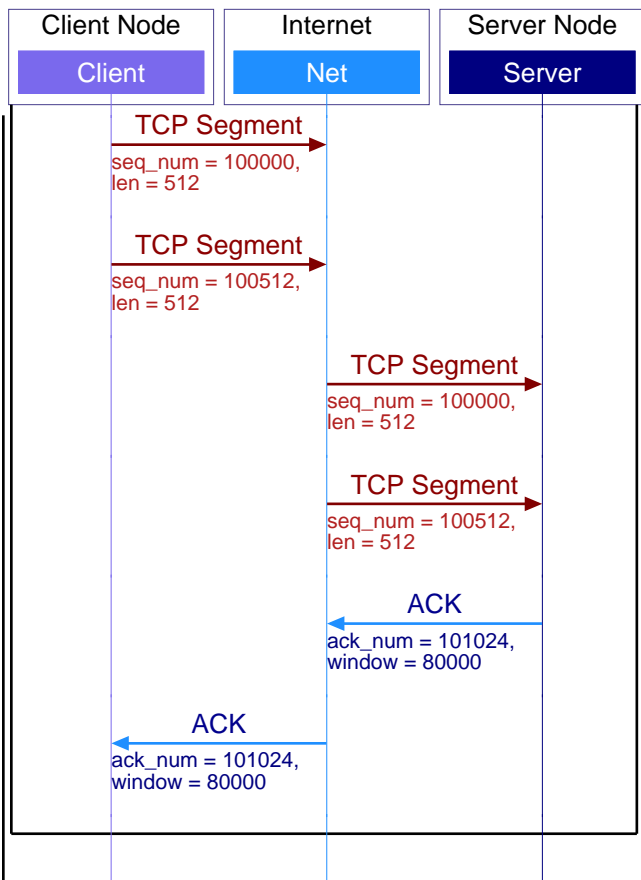 Client Node
Internet
Server Node
Client
Net
Server
TCP Segment
seq_num = 100000,
len = 512
TCP Segment
seq_num = 100512,
len = 512
TCP Segment
seq_num = 100000,
len = 512
TCP Segment
seq_num = 100512,
len = 512
ACK
ack_num = 101024,
window = 80000
ACK
ack_num = 101024,
window = 80000